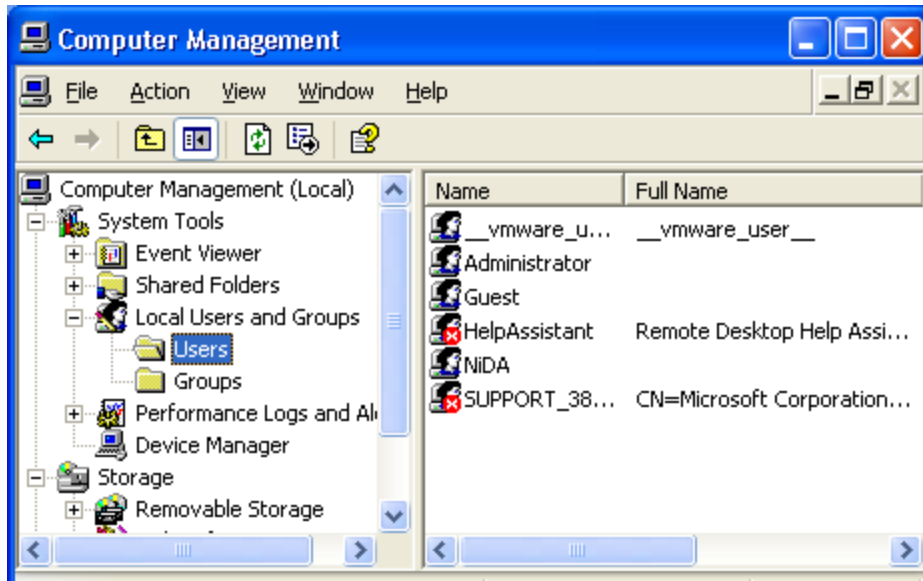 Computer Management
File Action View Window Help
Computer Management (Local)
System Tools
Event Viewer
Shared Folders
Local Users and Groups
Users
Groups
Performance Logs and Al
Device Manager
Storage
Removable Storage
Name Full Name
__vmware_u... __vmware_user__
Administrator
Guest
HelpAssistant Remote Desktop Help Assi...
NiDA
SUPPORT_38... CN=Microsoft Corporation...